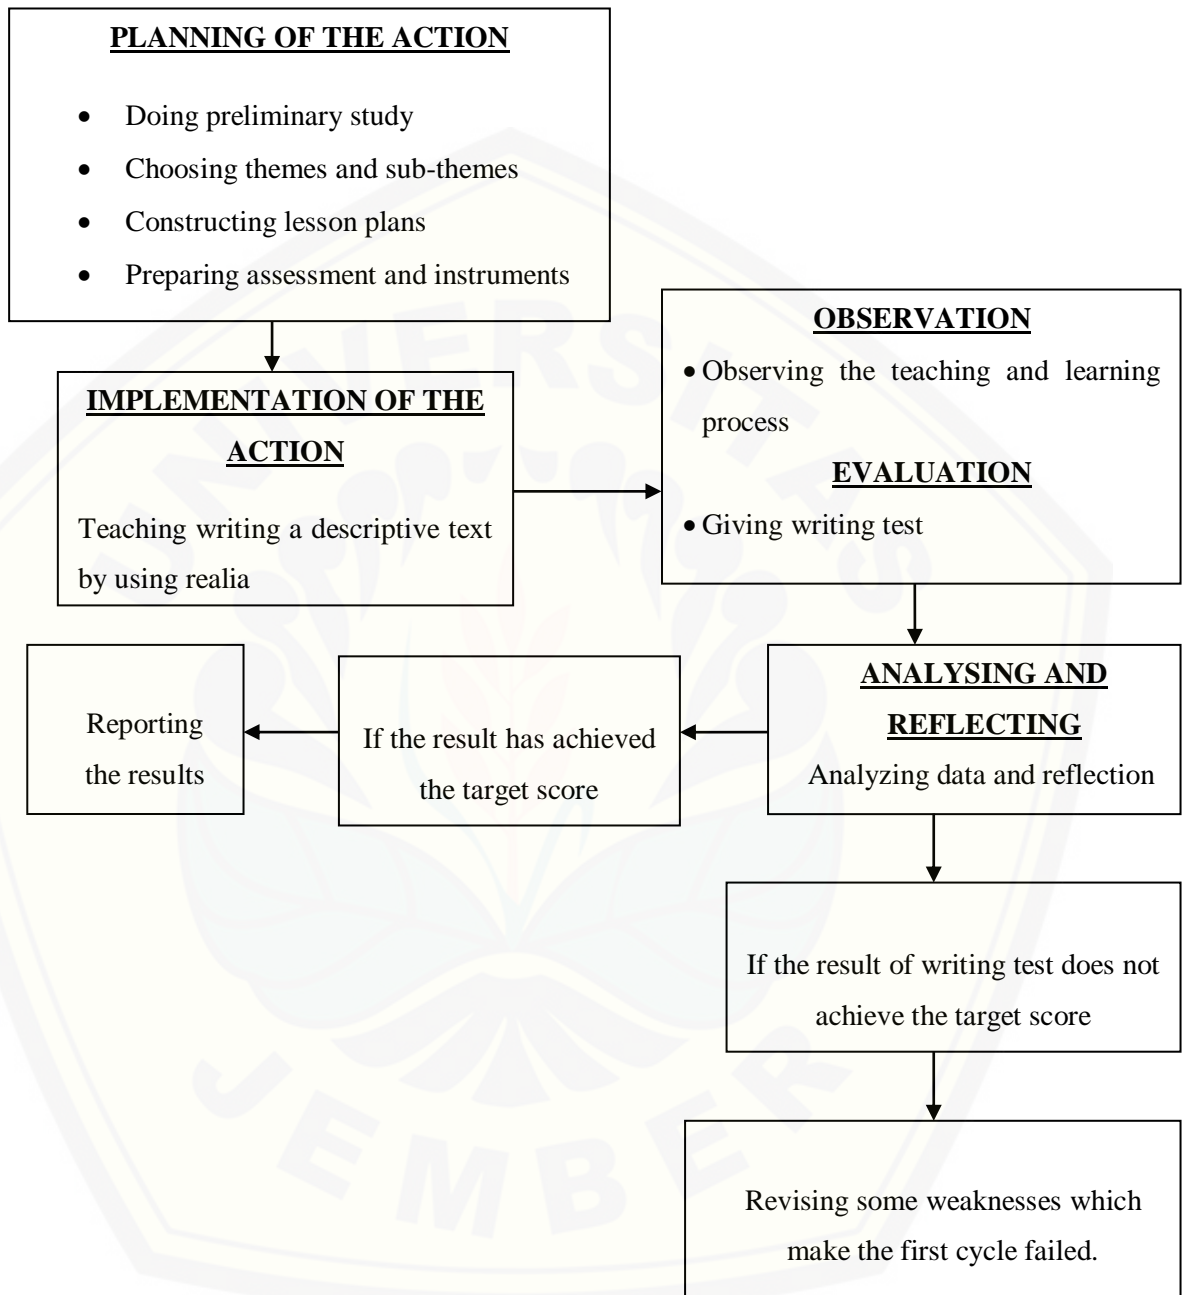 PLANNING OF THE ACTION
• Doing preliminary study
• Choosing themes and sub-themes
• Constructing lesson plans
• Preparing assessment and instruments
IMPLEMENTATION OF THE
ACTION
Teaching writing a descriptive text
by using realia
OBSERVATION
• Observing the teaching and learning
process
EVALUATION
• Giving writing test
ANALYSING AND
REFLECTING
Analyzing data and reflection
If the result has achieved
the target score
Reporting
the results
If the result of writing test does not
achieve the target score
Revising some weaknesses which
make the first cycle failed.
UNIVERSITAS
JEMBER